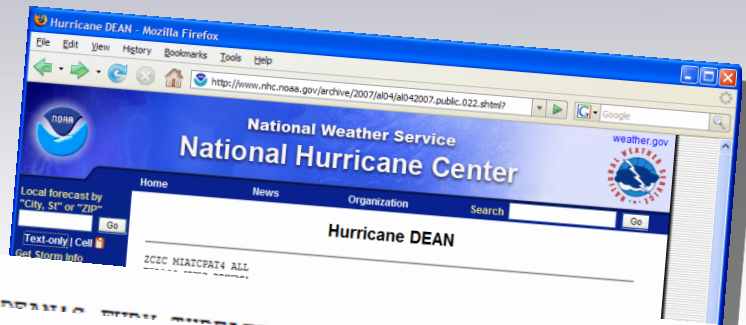 Hurricane DEAN - Mozilla Firefox
File Edit View History Bookmarks Tools Help
http://www.nhc.noaa.gov/archive/2007/al04/al042007.public.022.shtml?
Google
NOAA
National Weather Service
National Hurricane Center
weather.gov
NATIONAL WEATHER SERVICE
Local forecast by
"City, St" or "ZIP"
Go
Text-only | Cell
Get Storm Info
Home News Organization Search Go
Hurricane DEAN
ZCZC MIATCPAT4 ALL